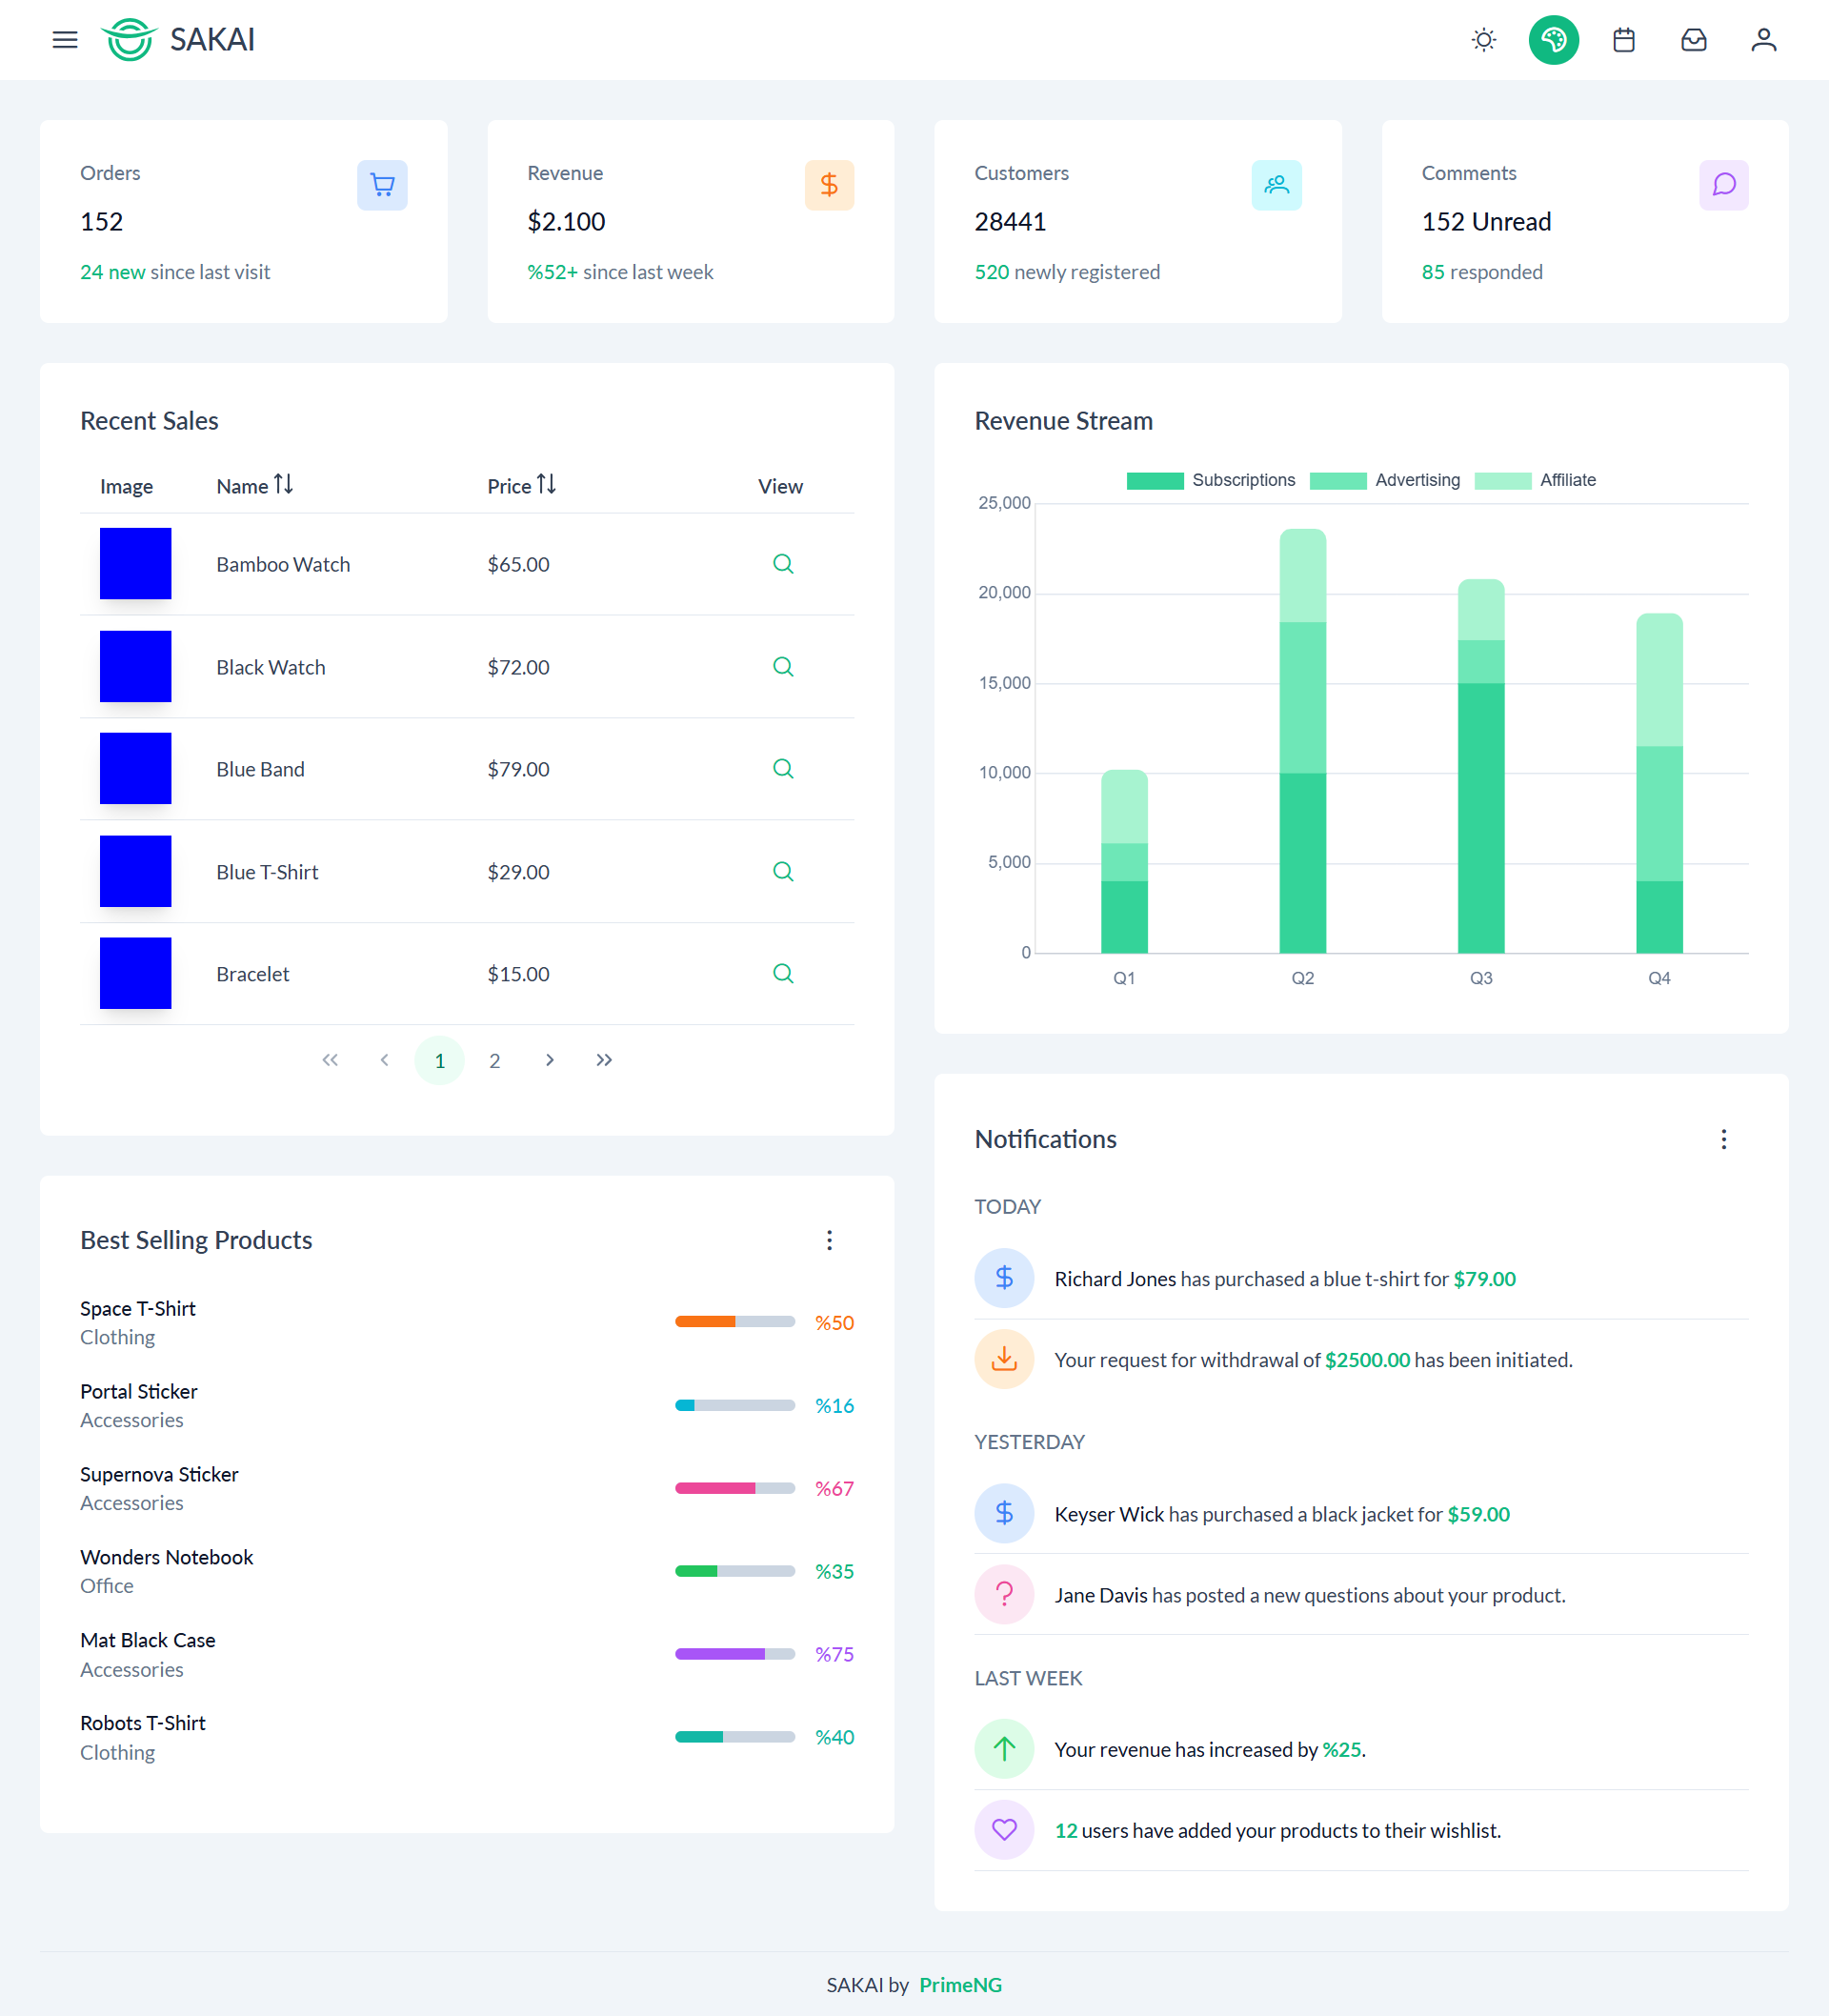 SAKAI
Orders
152
24 new since last visit
Revenue
$2.100
%52+ since last week
Customers
28441
520 newly registered
Comments
152 Unread
85 responded
Recent Sales
Image Name Price View
Bamboo Watch $65.00
Black Watch $72.00
Blue Band $79.00
Blue T-Shirt $29.00
Bracelet $15.00
1 2
Best Selling Products
Space T-Shirt
Clothing
%50
Portal Sticker
Accessories
%16
Supernova Sticker
Accessories
%67
Wonders Notebook
Office
%35
Mat Black Case
Accessories
%75
Robots T-Shirt
Clothing
%40
Revenue Stream
Subscriptions Advertising Affiliate
25,000
20,000
15,000
10,000
5,000
0
Q1 Q2 Q3 Q4
Notifications
TODAY
Richard Jones has purchased a blue t-shirt for $79.00
Your request for withdrawal of $2500.00 has been initiated.
YESTERDAY
Keyser Wick has purchased a black jacket for $59.00
Jane Davis has posted a new questions about your product.
LAST WEEK
Your revenue has increased by %25.
12 users have added your products to their wishlist.
SAKAI by PrimeNG